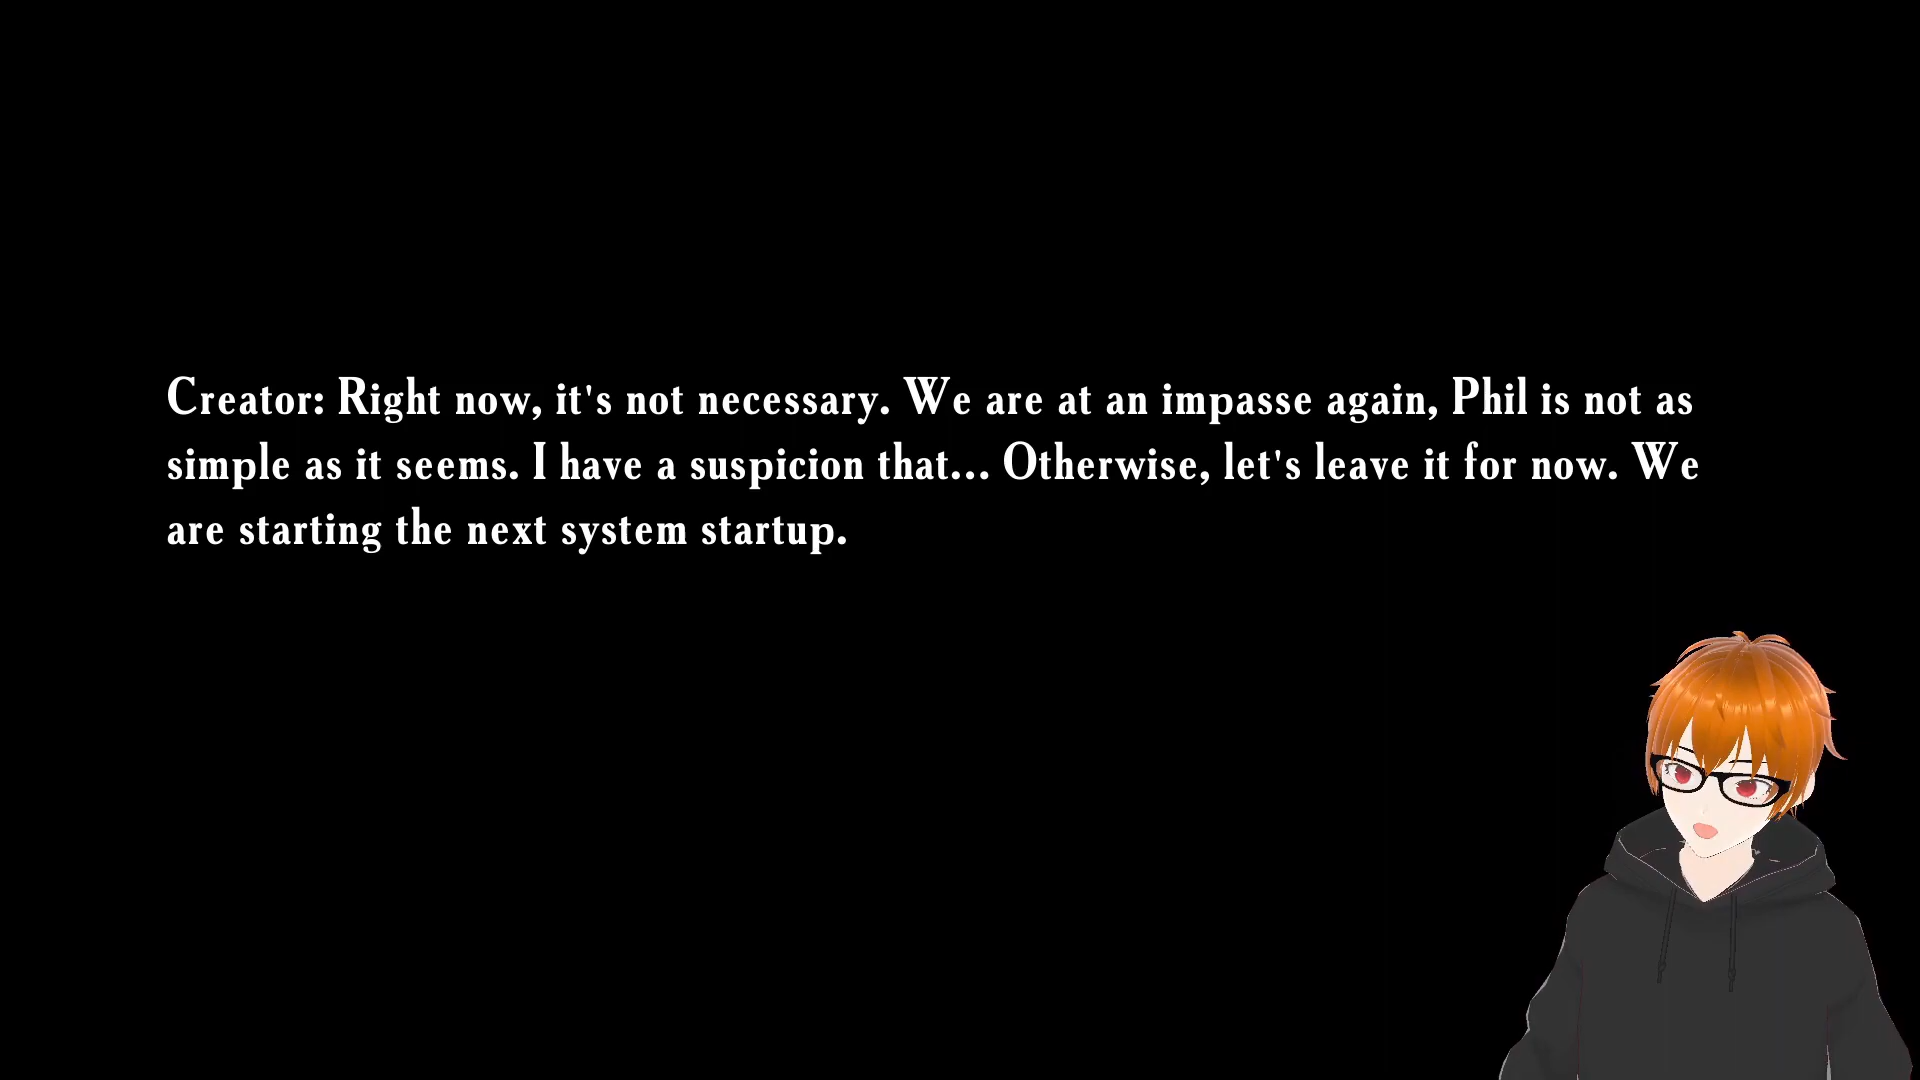 Creator: Right now, it's not necessary. We are at an impasse again, Phil is not as
simple as it seems. I have a suspicion that... Otherwise, let's leave it for now. We
are starting the next system startup.